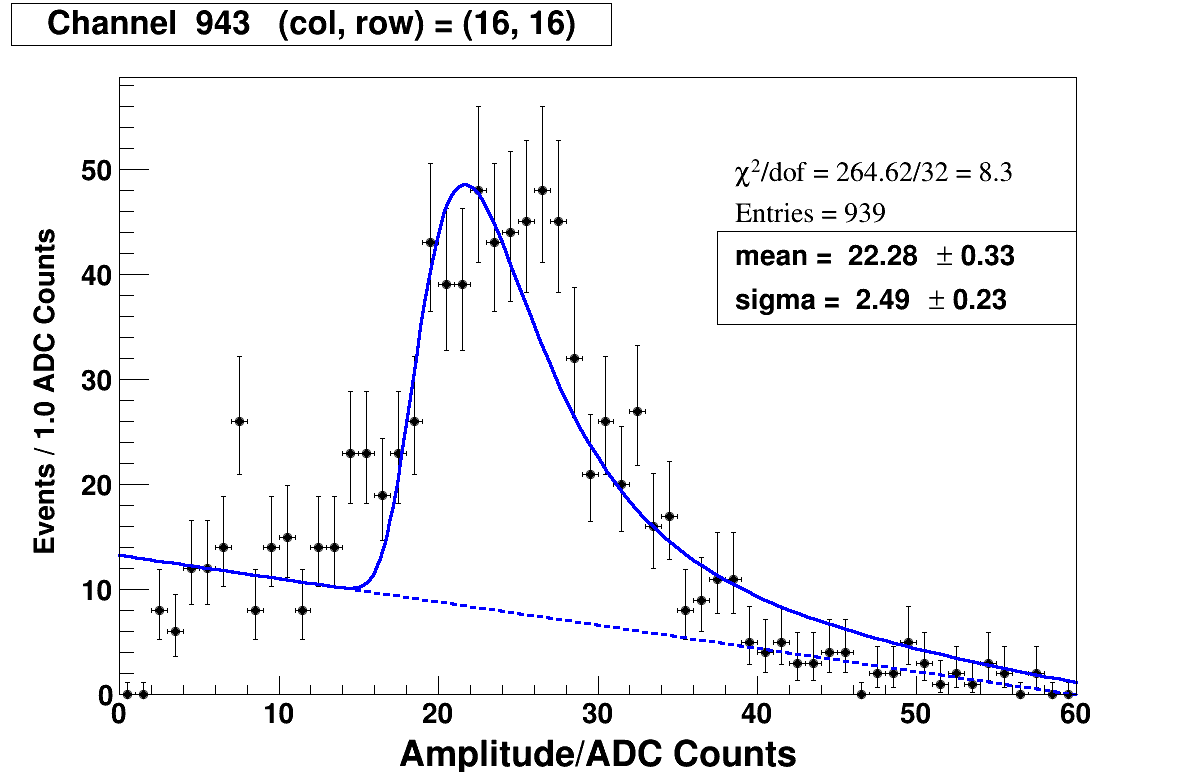 Channel 943 (col, row) = (16, 16)
χ²/dof = 264.62/32 = 8.3
Entries = 939
mean = 22.28 ± 0.33
sigma = 2.49 ± 0.23
Events / 1.0 ADC Counts
50
40
30
20
10
0
0 10 20 30 40 50 60
Amplitude/ADC Counts